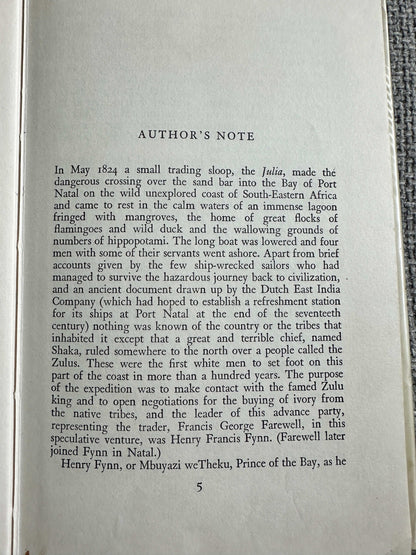 AUTHOR'S NOTE
In May 1824 a small trading sloop, the Julia, made the
dangerous crossing over the sand bar into the Bay of Port
Natal on the wild unexplored coast of South-Eastern Africa
and came to rest in the calm waters of an immense lagoon
fringed with mangroves, the home of great flocks of
flamingoes and wild duck and the wallowing grounds of
numbers of hippopotami. The long boat was lowered and four
men with some of their servants went ashore. Apart from brief
accounts given by the few ship-wrecked sailors who had
managed to survive the hazardous journey back to civilization,
and an ancient document drawn up by the Dutch East India
Company (which had hoped to establish a refreshment station
for its ships at Port Natal at the end of the seventeeth
century) nothing was known of the country or the tribes that
inhabited it except that a great and terrible chief, named
Shaka, ruled somewhere to the north over a people called the
Zulus. These were the first white men to set foot on this
part of the coast in more than a hundred years. The purpose
of the expedition was to make contact with the famed Zulu
king and to open negotiations for the buying of ivory from
the native tribes, and the leader of this advance party,
representing the trader, Francis George Farewell, in this
speculative venture, was Henry Francis Fynn. (Farewell later
joined Fynn in Natal.)
Henry Fynn, or Mbuyazi weTheku, Prince of the Bay, as he
5